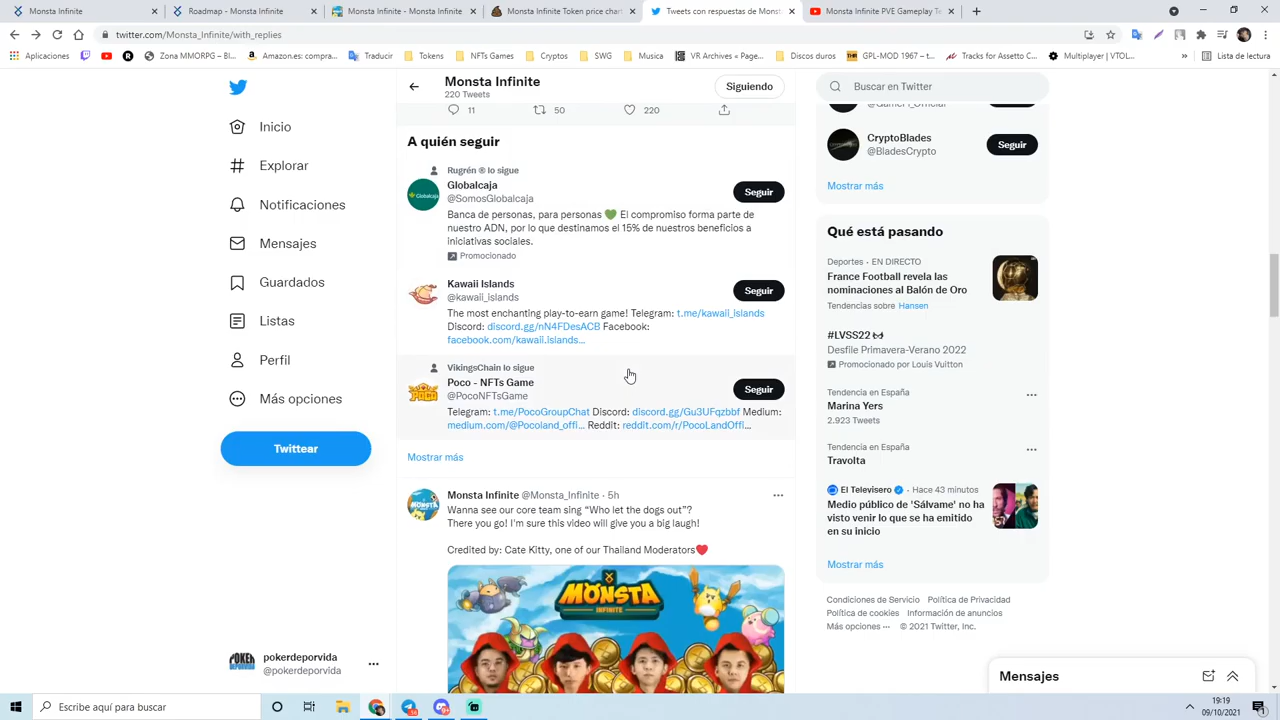 Monsta Infinite
Roadmap - Monsta Infinite
Monsta Infinite - Monsta Infinite
Monsta Infinite Token price chart
Tweets con respuestas de Monst
Monsta Infinite PVE Gameplay Te
twitter.com/Monsta_Infinite/with_replies
Aplicaciones
Zona MMORPG – Bl...
Amazon.es: compra...
Traducir
Tokens
NFTs Games
Cryptos
SWG
Musica
VR Archives « Page...
Discos duros
GPL-MOD 1967 – t...
Tracks for Assetto C...
Multiplayer | VTOL...
»
Lista de lectura
Inicio
Explorar
Notificaciones
Mensajes
Guardados
Listas
Perfil
Más opciones
Twittear
pokerdeporvida
@pokerdeporvida
Monsta Infinite
220 Tweets
Siguiendo
11 50 220
A quién seguir
Rugrén ® lo sigue
Globalcaja
@SomosGlobalcaja
Seguir
Banca de personas, para personas 💚 El compromiso forma parte de
nuestro ADN, por lo que destinamos el 15% de nuestros beneficios a
iniciativas sociales.
Promocionado
Kawaii Islands
@kawaii_islands
Seguir
The most enchanting play-to-earn game! Telegram: t.me/kawaii_islands
Discord: discord.gg/nN4FDesACB Facebook:
facebook.com/kawaii.islands...
VikingsChain lo sigue
Poco - NFTs Game
@PocoNFTsGame
Seguir
Telegram: t.me/PocoGroupChat Discord: discord.gg/Gu3UFqzbbf Medium:
medium.com/@Pocoland_offi... Reddit: reddit.com/r/PocoLandOffi...
Mostrar más
Monsta Infinite @Monsta_Infinite · 5h
Wanna see our core team sing “Who let the dogs out”?
There you go! I'm sure this video will give you a big laugh!
Credited by: Cate Kitty, one of our Thailand Moderators❤️
MONSTA
INFINITE
Buscar en Twitter
@GameFi_Official
CryptoBlades
@BladesCrypto
Seguir
Mostrar más
Qué está pasando
Deportes · EN DIRECTO
France Football revela las
nominaciones al Balón de Oro
Tendencias sobre Hansen
#LVSS22
Desfile Primavera-Verano 2022
Promocionado por Louis Vuitton
Tendencia en España
Marina Yers
2.923 Tweets
Tendencia en España
Travolta
El Televisero · Hace 43 minutos
Medio público de 'Sálvame' no ha
visto venir lo que se ha emitido
en su inicio
Mostrar más
Condiciones de Servicio Política de Privacidad
Política de cookies Información de anuncios
Más opciones ··· © 2021 Twitter, Inc.
Mensajes
Escribe aquí para buscar
19:19
09/10/2021